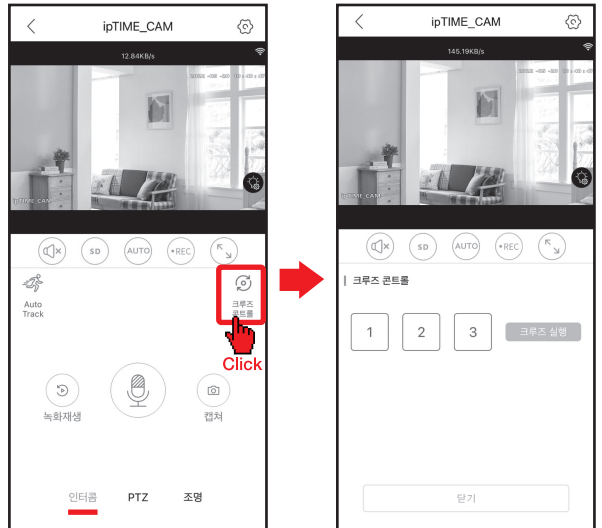 ipTIME_CAM
12.84KB/s
ipTIME_CAM
SD
AUTO
•REC
Auto
Track
크루즈
콘트롤
Click
녹화재생
캡쳐
인터콤
PTZ
조명
ipTIME_CAM
145.19KB/s
ipTIME_CAM
SD
AUTO
•REC
크루즈 콘트롤
1
2
3
크루즈 실행
닫기